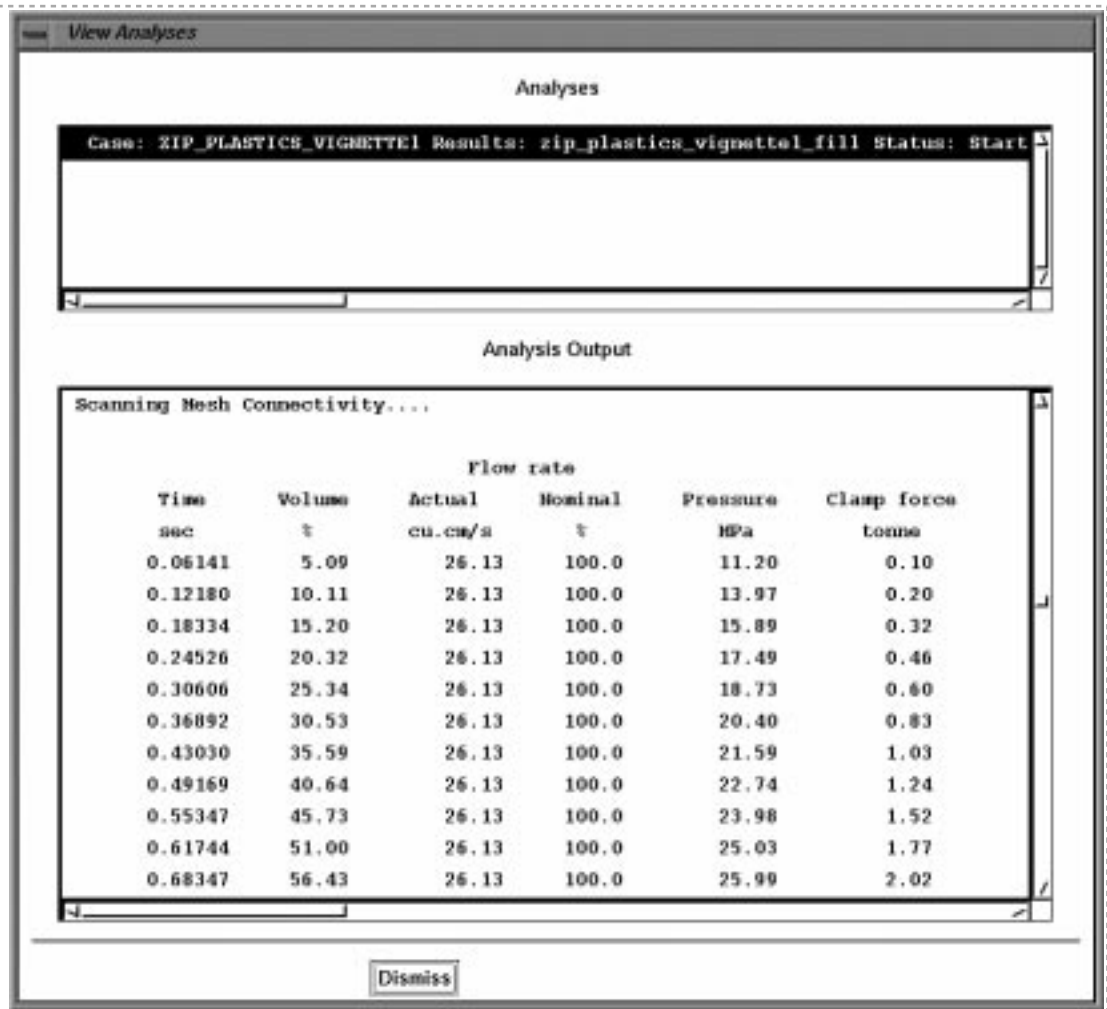 View Analyses
Analyses
Case: ZIP_PLASTICS_VIGNETTE1 Results: zip_plastics_vignette1_fill Status: Start
Analysis Output
Scanning Mesh Connectivity....
Flow rate
Time Volume Actual Nominal Pressure Clamp force
sec % cu.cm/s % MPa tonne
0.06141 5.09 26.13 100.0 11.20 0.10
0.12180 10.11 26.13 100.0 13.97 0.20
0.18334 15.20 26.13 100.0 15.89 0.32
0.24526 20.32 26.13 100.0 17.49 0.46
0.30606 25.34 26.13 100.0 18.73 0.60
0.36892 30.53 26.13 100.0 20.40 0.83
0.43030 35.59 26.13 100.0 21.59 1.03
0.49169 40.64 26.13 100.0 22.74 1.24
0.55347 45.73 26.13 100.0 23.98 1.52
0.61744 51.00 26.13 100.0 25.03 1.77
0.68347 56.43 26.13 100.0 25.99 2.02
Dismiss